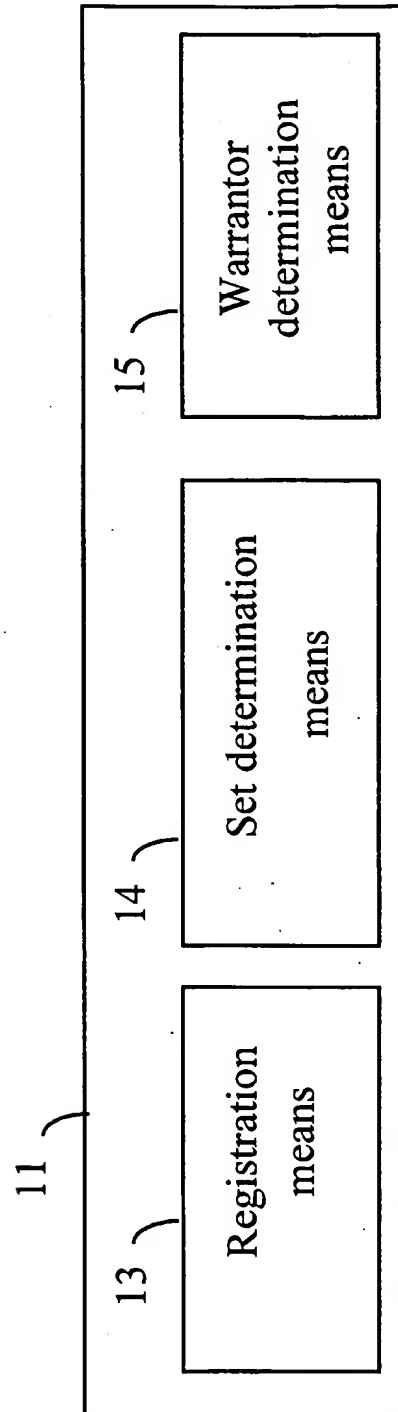 11
13
Registration
means
14
Set determination
means
15
Warrantor
determination
means